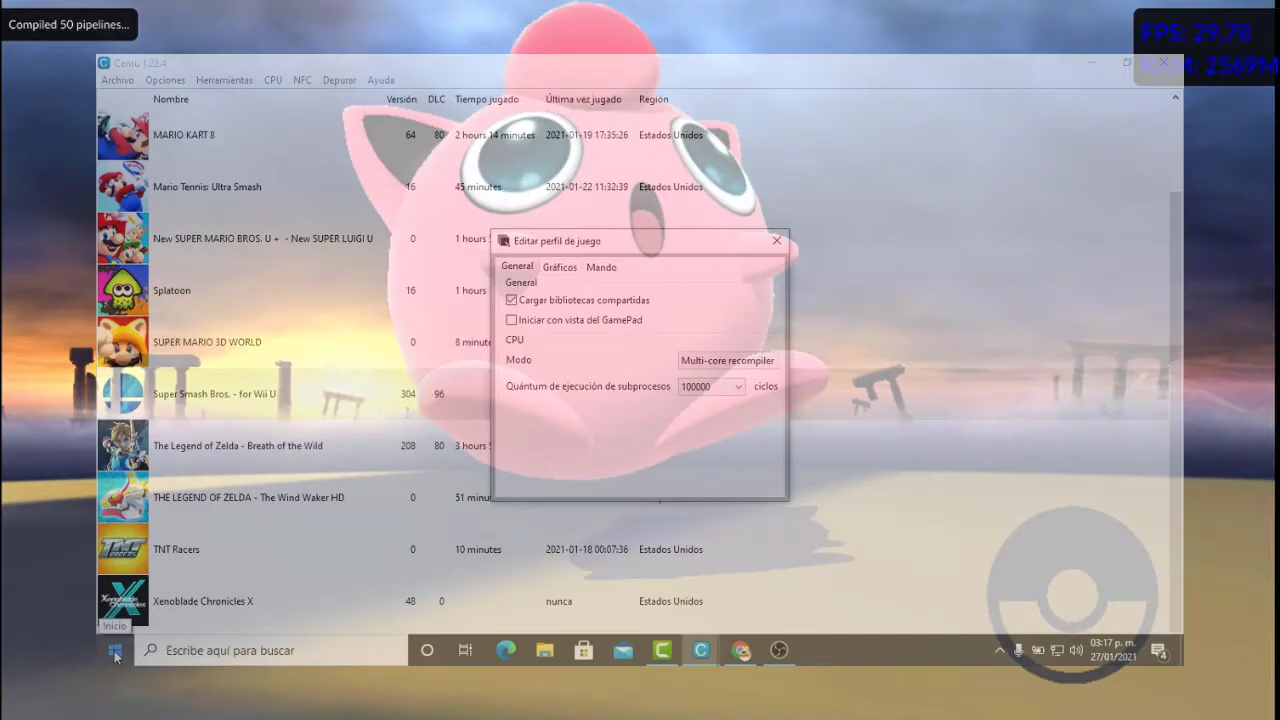 Compiled 50 pipelines...
FPS: 29.78
RAM: 2569M
Cemu 1.22.4
Archivo Opciones Herramientas CPU NFC Depurar Ayuda
Nombre Versión DLC Tiempo jugado Última vez jugado Región
MARIO KART 8 64 80 2 hours 14 minutes 2021-01-19 17:35:26 Estados Unidos
Mario Tennis: Ultra Smash 16 45 minutes 2021-01-22 11:32:39 Estados Unidos
New SUPER MARIO BROS. U + - New SUPER LUIGI U 0 1 hours
Splatoon 16 1 hours
SUPER MARIO 3D WORLD 0 8 minute
Super Smash Bros. - for Wii U 304 96
The Legend of Zelda - Breath of the Wild 208 80 3 hours
THE LEGEND OF ZELDA - The Wind Waker HD 0 51 minu
TNT Racers 0 10 minutes 2021-01-18 00:07:36 Estados Unidos
Xenoblade Chronicles X 48 0 nunca Estados Unidos
Editar perfil de juego
General Gráficos Mando
General
Cargar bibliotecas compartidas
Iniciar con vista del GamePad
CPU
Modo Multi-core recompiler
Quántum de ejecución de subprocesos 100000 ciclos
Inicio
Escribe aquí para buscar
03:17 p. m.
27/01/2021
4